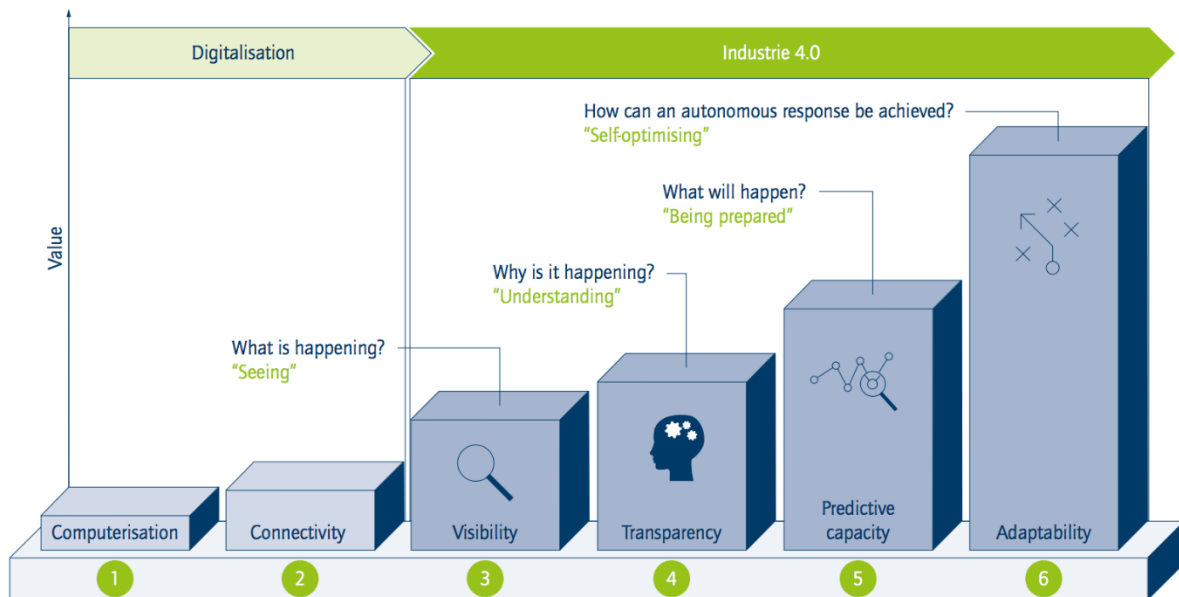 Digitalisation
Industrie 4.0
Value
How can an autonomous response be achieved?
"Self-optimising"
What will happen?
"Being prepared"
Why is it happening?
"Understanding"
What is happening?
"Seeing"
Computerisation
Connectivity
Visibility
Transparency
Predictive
capacity
Adaptability
1
2
3
4
5
6